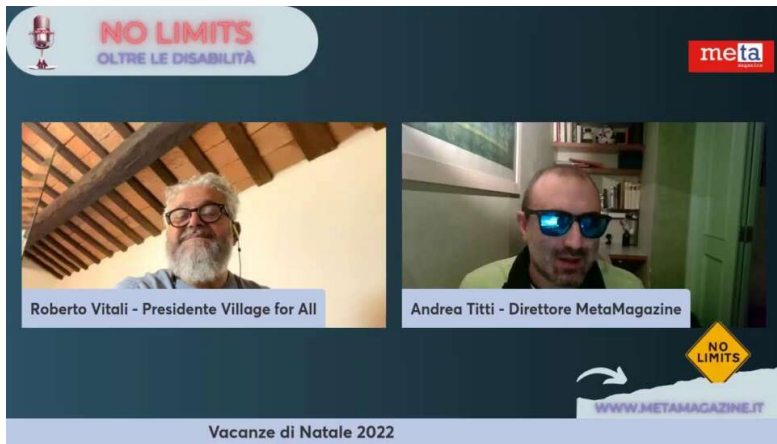 NO LIMITS
OLTRE LE DISABILITÀ
meta
magazine
Roberto Vitali - Presidente Village for All
Andrea Titti - Direttore MetaMagazine
NO
LIMITS
WWW.METAMAGAZINE.IT
Vacanze di Natale 2022